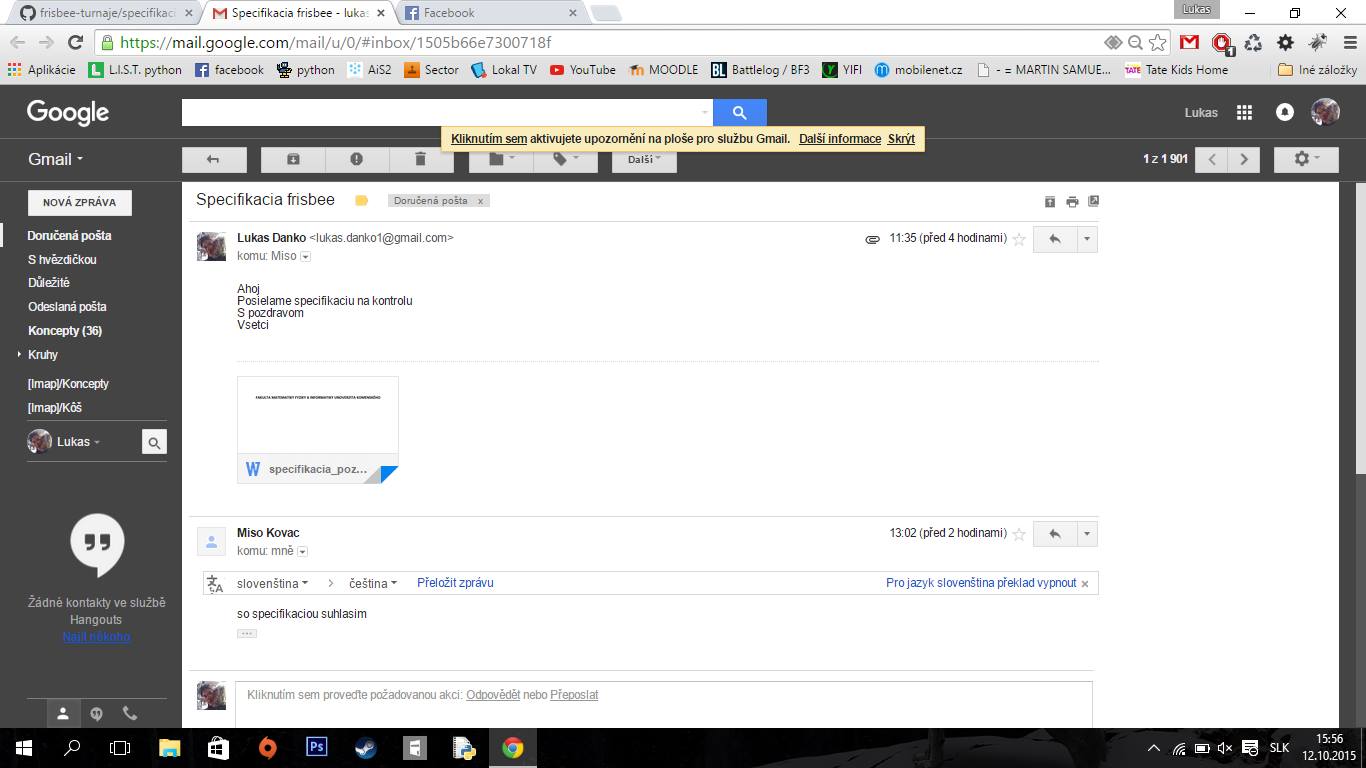 frisbee-turnaje/specifikaci
Specifikacia frisbee - lukas
Facebook
Lukas
https://mail.google.com/mail/u/0/#inbox/1505b66e7300718f
Aplikácie L.I.S.T. python facebook python AiS2 Sector Lokal TV YouTube MOODLE Battlelog / BF3 YIFI mobilenet.cz - = MARTIN SAMUE... Tate Kids Home Iné záložky
Google
Lukas
Kliknutím sem aktivujete upozornění na ploše pro službu Gmail. Další informace Skrýt
Gmail
Další
1 z 1 901
NOVÁ ZPRÁVA
Doručená pošta
S hvězdičkou
Důležité
Odeslaná pošta
Koncepty (36)
Kruhy
[Imap]/Koncepty
[Imap]/Kôš
Lukas
Žádné kontakty ve službě
Hangouts
Najít někoho
Specifikacia frisbee Doručená pošta x
Lukas Danko <lukas.danko1@gmail.com> 11:35 (před 4 hodinami)
komu: Miso
Ahoj
Posielame specifikaciu na kontrolu
S pozdravom
Vsetci
FAKULTA MATEMATIKY FYZIKY A INFORMATIKY UNIVERZITA KOMENSKÉHO
W specifikacia_poz...
Miso Kovac 13:02 (před 2 hodinami)
komu: mně
slovenština > čeština Přeložit zprávu Pro jazyk slovenština překlad vypnout x
so specifikaciou suhlasim
...
Kliknutím sem proveďte požadovanou akci: Odpovědět nebo Přeposlat
Ps
SLK
15:56
12.10.2015